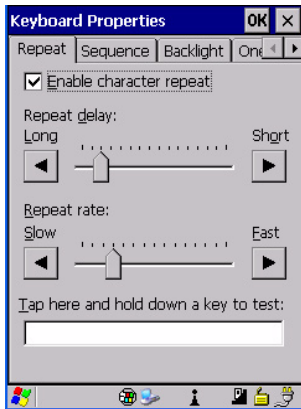 Keyboard Properties OK ×
Repeat Sequence Backlight One
Enable character repeat
Repeat delay:
Long Short
Repeat rate:
Slow Fast
Tap here and hold down a key to test: